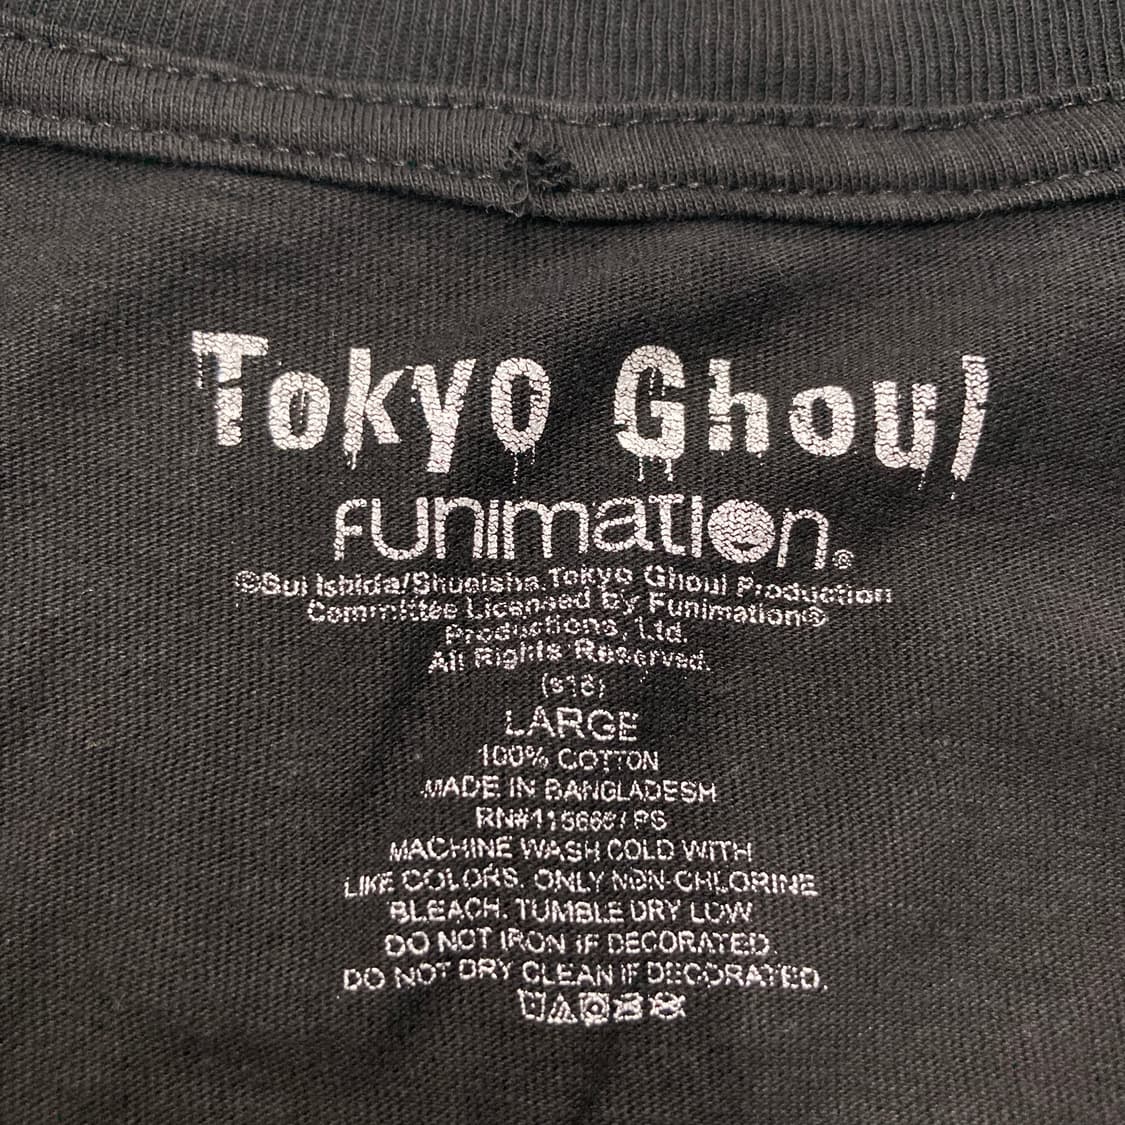 Tokyo Ghoul
FUNIMATION®
©Sui Ishida/Shueisha,Tokyo Ghoul Production
Committee Licensed by Funimation®
Productions, Ltd.
All Rights Reserved.
(s18)
LARGE
100% COTTON
MADE IN BANGLADESH
PS
MACHINE WASH COLD WITH
LIKE COLORS. ONLY NON-CHLORINE
BLEACH. TUMBLE DRY LOW
DO NOT IRON IF DECORATED.
DO NOT DRY CLEAN IF DECORATED.